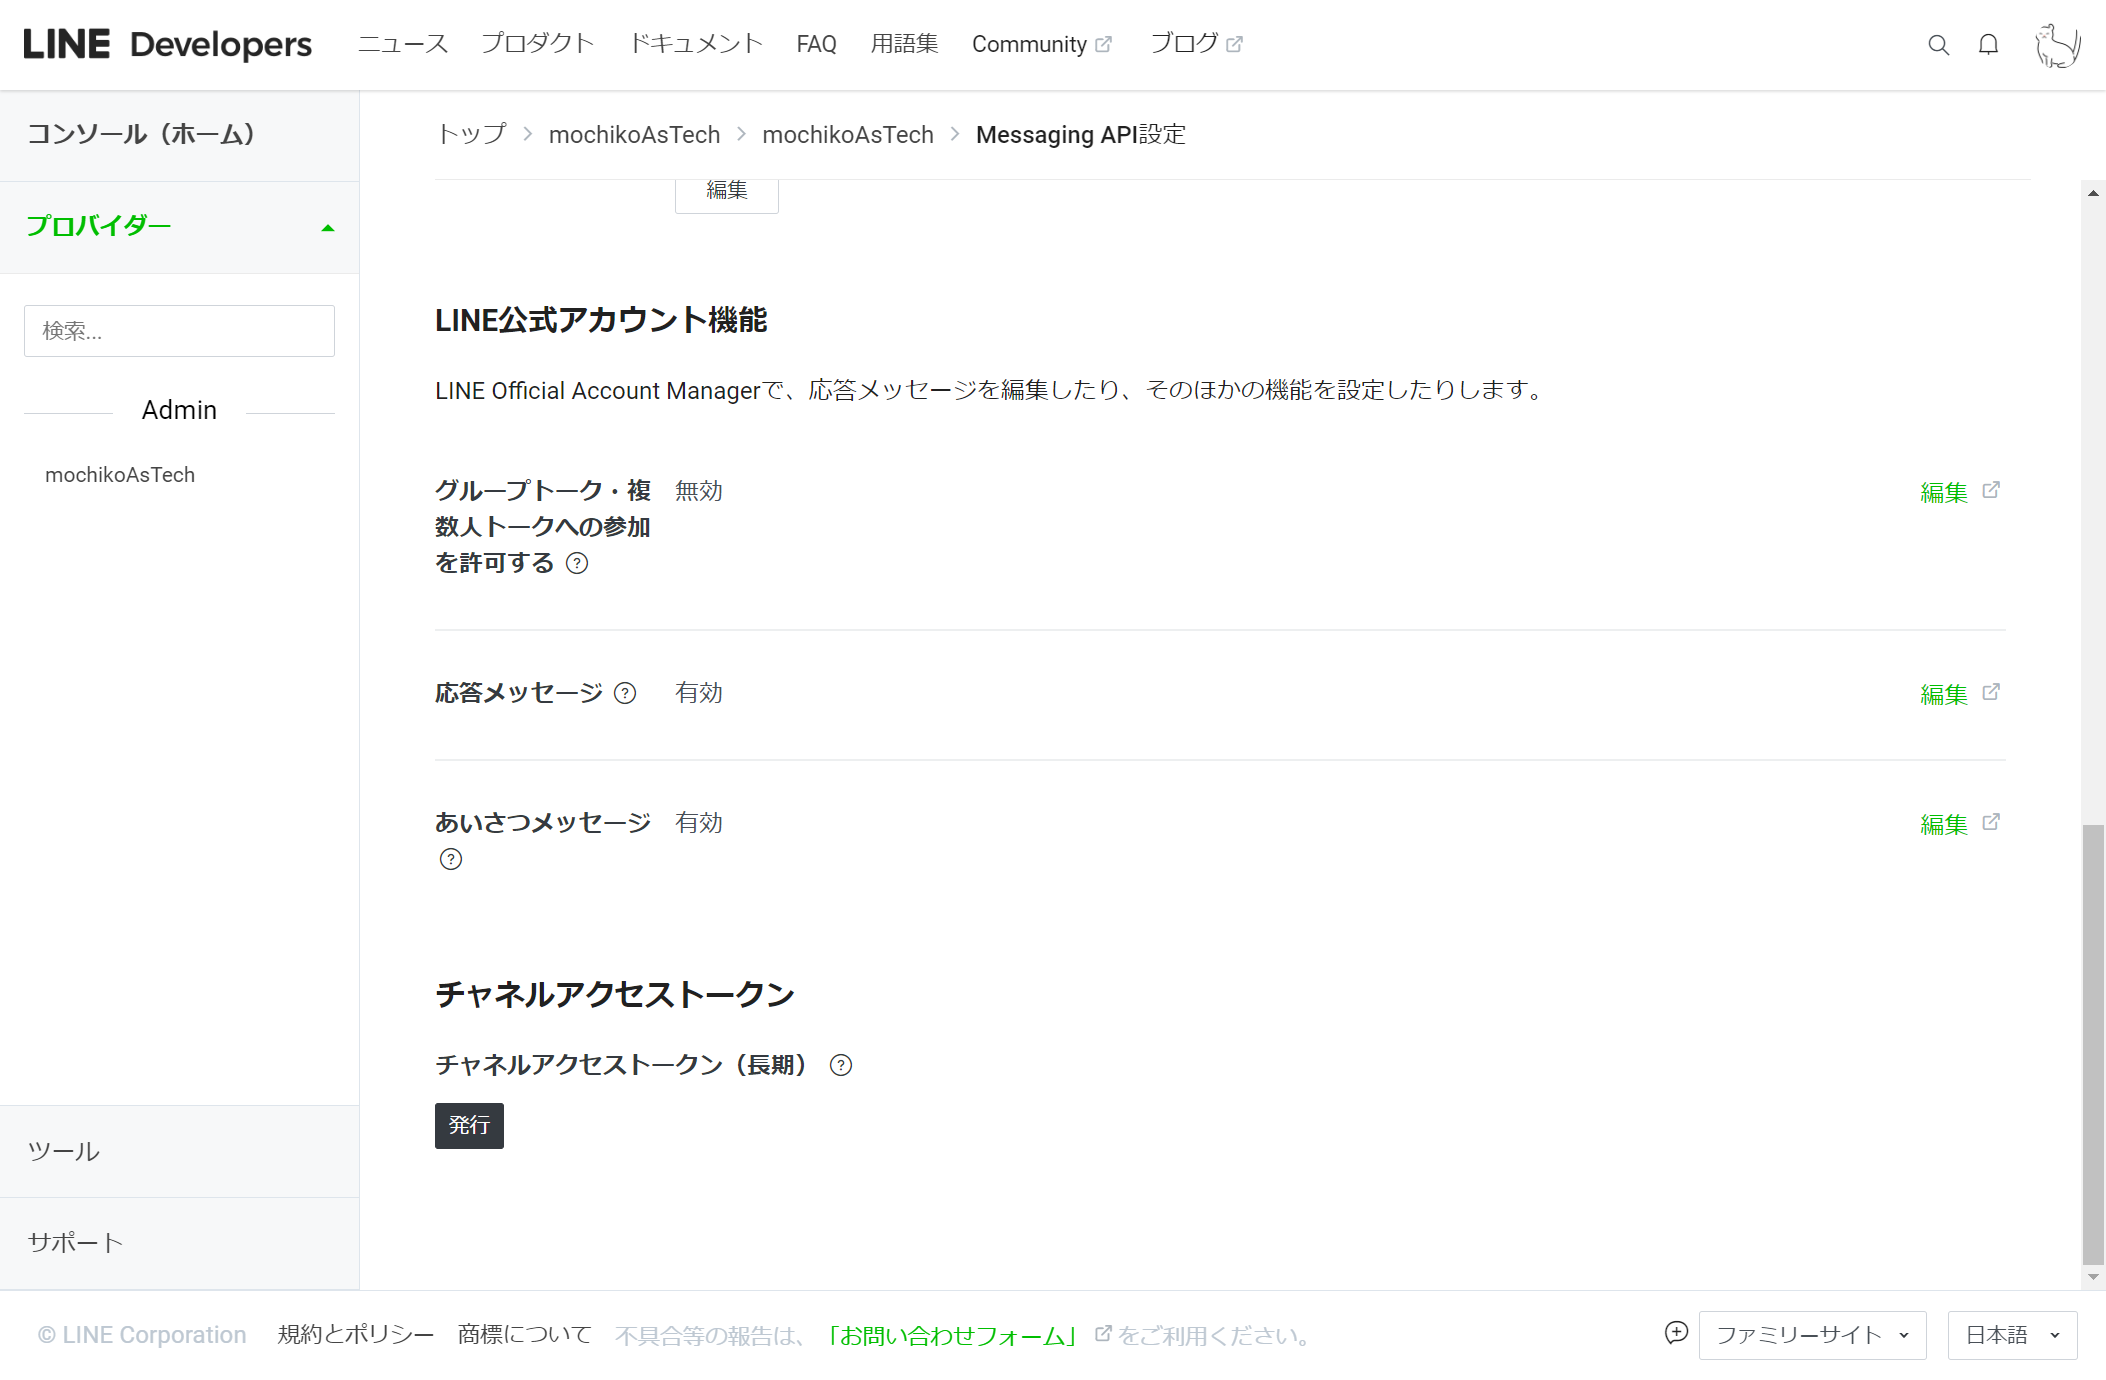 LINE Developers ニュース プロダクト ドキュメント FAQ 用語集 Community ブログ
コンソール（ホーム）
プロバイダー
検索...
Admin
mochikoAsTech
ツール
サポート
トップ > mochikoAsTech > mochikoAsTech > Messaging API設定
編集
LINE公式アカウント機能
LINE Official Account Managerで、応答メッセージを編集したり、そのほかの機能を設定したりします。
グループトーク・複 無効 編集
数人トークへの参加
を許可する ?
応答メッセージ ? 有効 編集
あいさつメッセージ 有効 編集
?
チャネルアクセストークン
チャネルアクセストークン（長期） ?
発行
© LINE Corporation 規約とポリシー 商標について 不具合等の報告は、「お問い合わせフォーム」をご利用ください。 ファミリーサイト 日本語